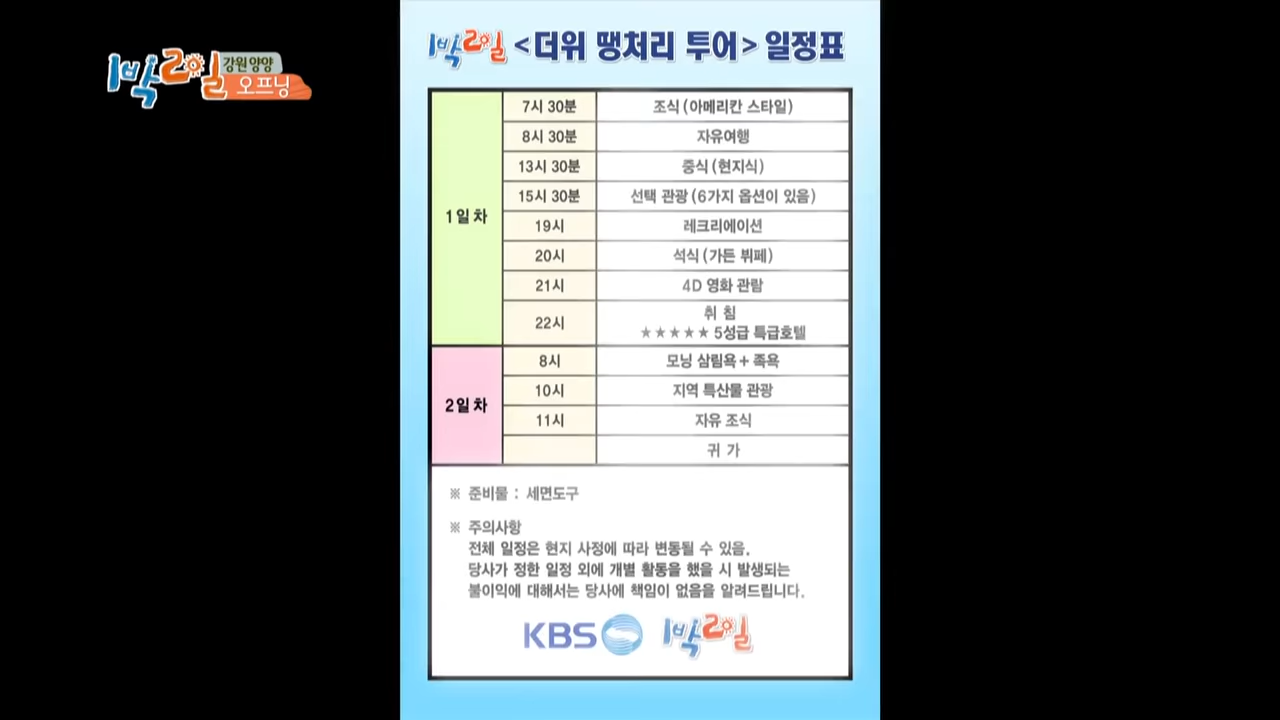 1박2일 강원 양양
오프닝
1박2일 <더위 땡처리 투어> 일정표
1일차
7시 30분 조식 (아메리칸 스타일)
8시 30분 자유여행
13시 30분 중식 (현지식)
15시 30분 선택 관광 (6가지 옵션이 있음)
19시 레크리에이션
20시 석식 (가든 뷔페)
21시 4D 영화 관람
22시 취 침
★★★★★ 5성급 특급호텔
2일차
8시 모닝 삼림욕 + 족욕
10시 지역 특산물 관광
11시 자유 조식
귀 가
※ 준비물 : 세면도구
※ 주의사항
전체 일정은 현지 사정에 따라 변동될 수 있음.
당사가 정한 일정 외에 개별 활동을 했을 시 발생되는
불이익에 대해서는 당사에 책임이 없음을 알려드립니다.
KBS 1박2일